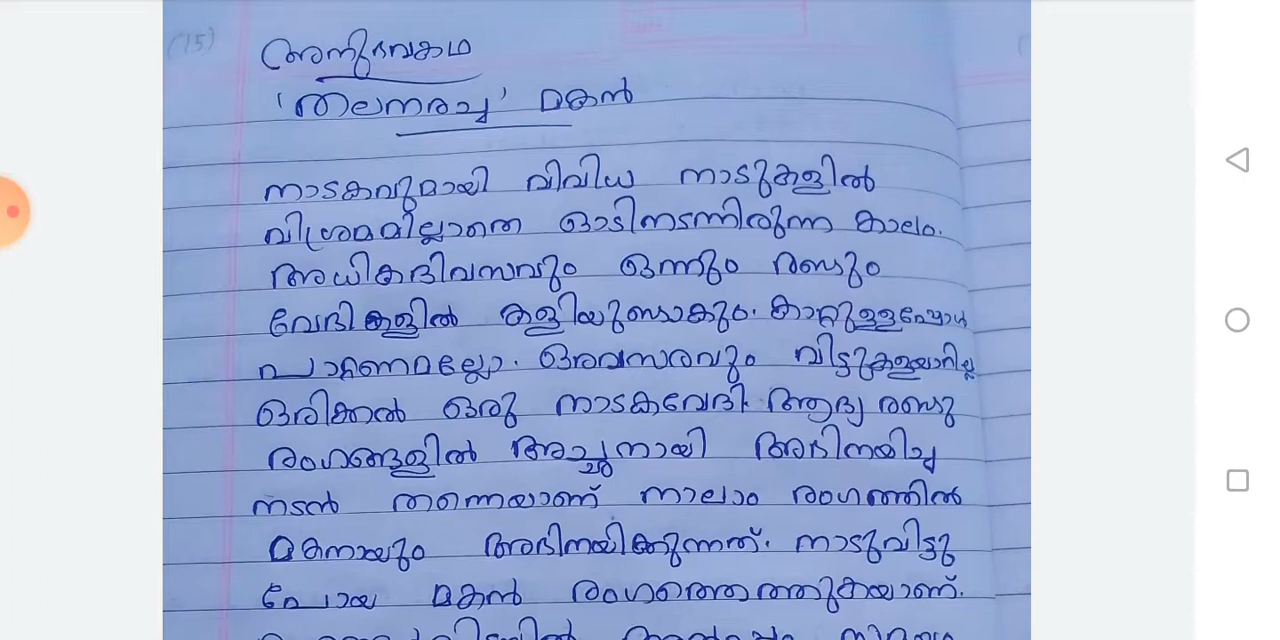 (15)
അനുഭവകഥ
'തലനരച്ച' മകൻ
നാടകവുമായി വിവിധ നാടുകളിൽ
വിശ്രമമില്ലാതെ ഓടിനടന്നിരുന്ന കാലം.
അധികദിവസവും ഒന്നും രണ്ടും
വേദികളിൽ കളിയുണ്ടാകും. കാറ്റുള്ളപ്പോൾ
പാറ്റണമല്ലോ. ഒരവസരവും വിട്ടുകളയാറില്ല
ഒരിക്കൽ ഒരു നാടകവേദി. ആദ്യ രണ്ടു
രംഗങ്ങളിൽ അച്ഛനായി അഭിനയിച്ച
നടൻ തന്നെയാണ് നാലാം രംഗത്തിൽ
മകനായും അഭിനയിക്കുന്നത്. നാടുവിട്ടു
പോയ മകൻ രംഗത്തെത്തുകയാണ്.